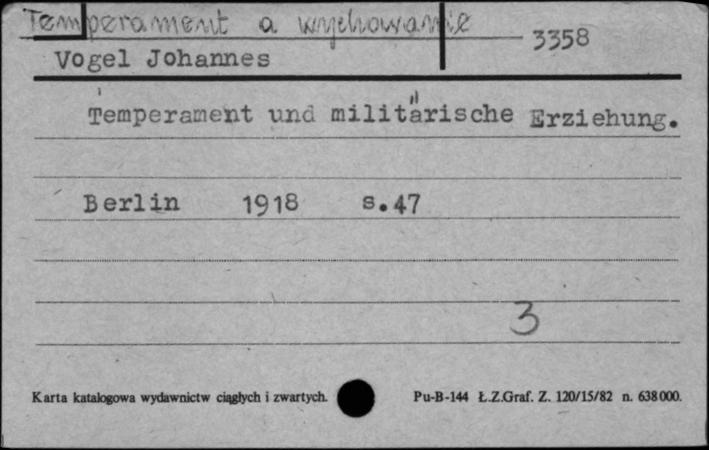 Temperament a wychowanie
3358
Vogel Johannes
Temperament und militärische Erziehung.
Berlin 1918 s.47
3
Karta katalogowa wydawnictw ciągłych i zwartych. Pu-B-144 Ł.Z.Graf. Z. 120/15/82 n. 638000.